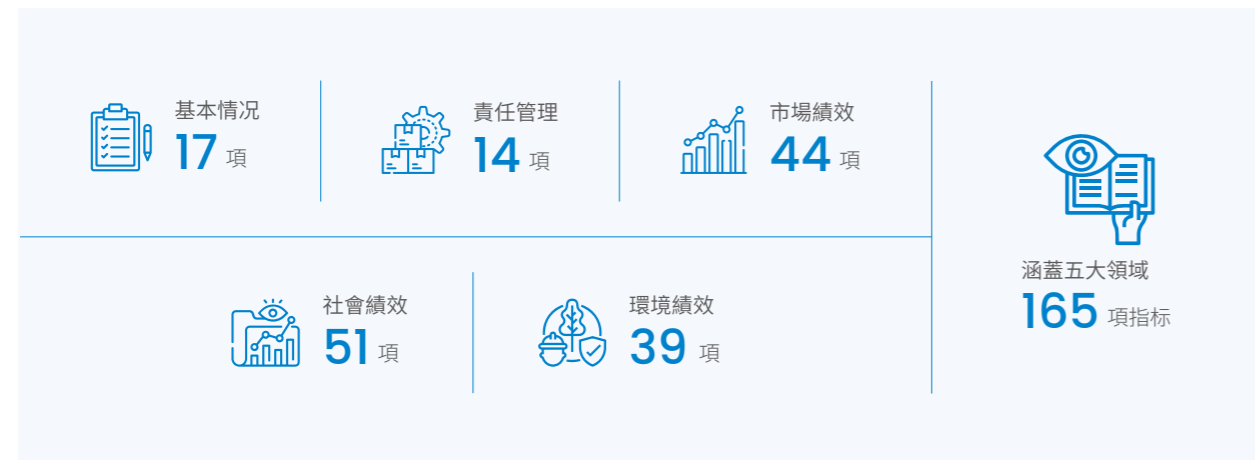 基本情况
17 項
責任管理
14 項
市場績效
44 項
社會績效
51 項
環境績效
39 項
涵蓋五大領域
165 項指标